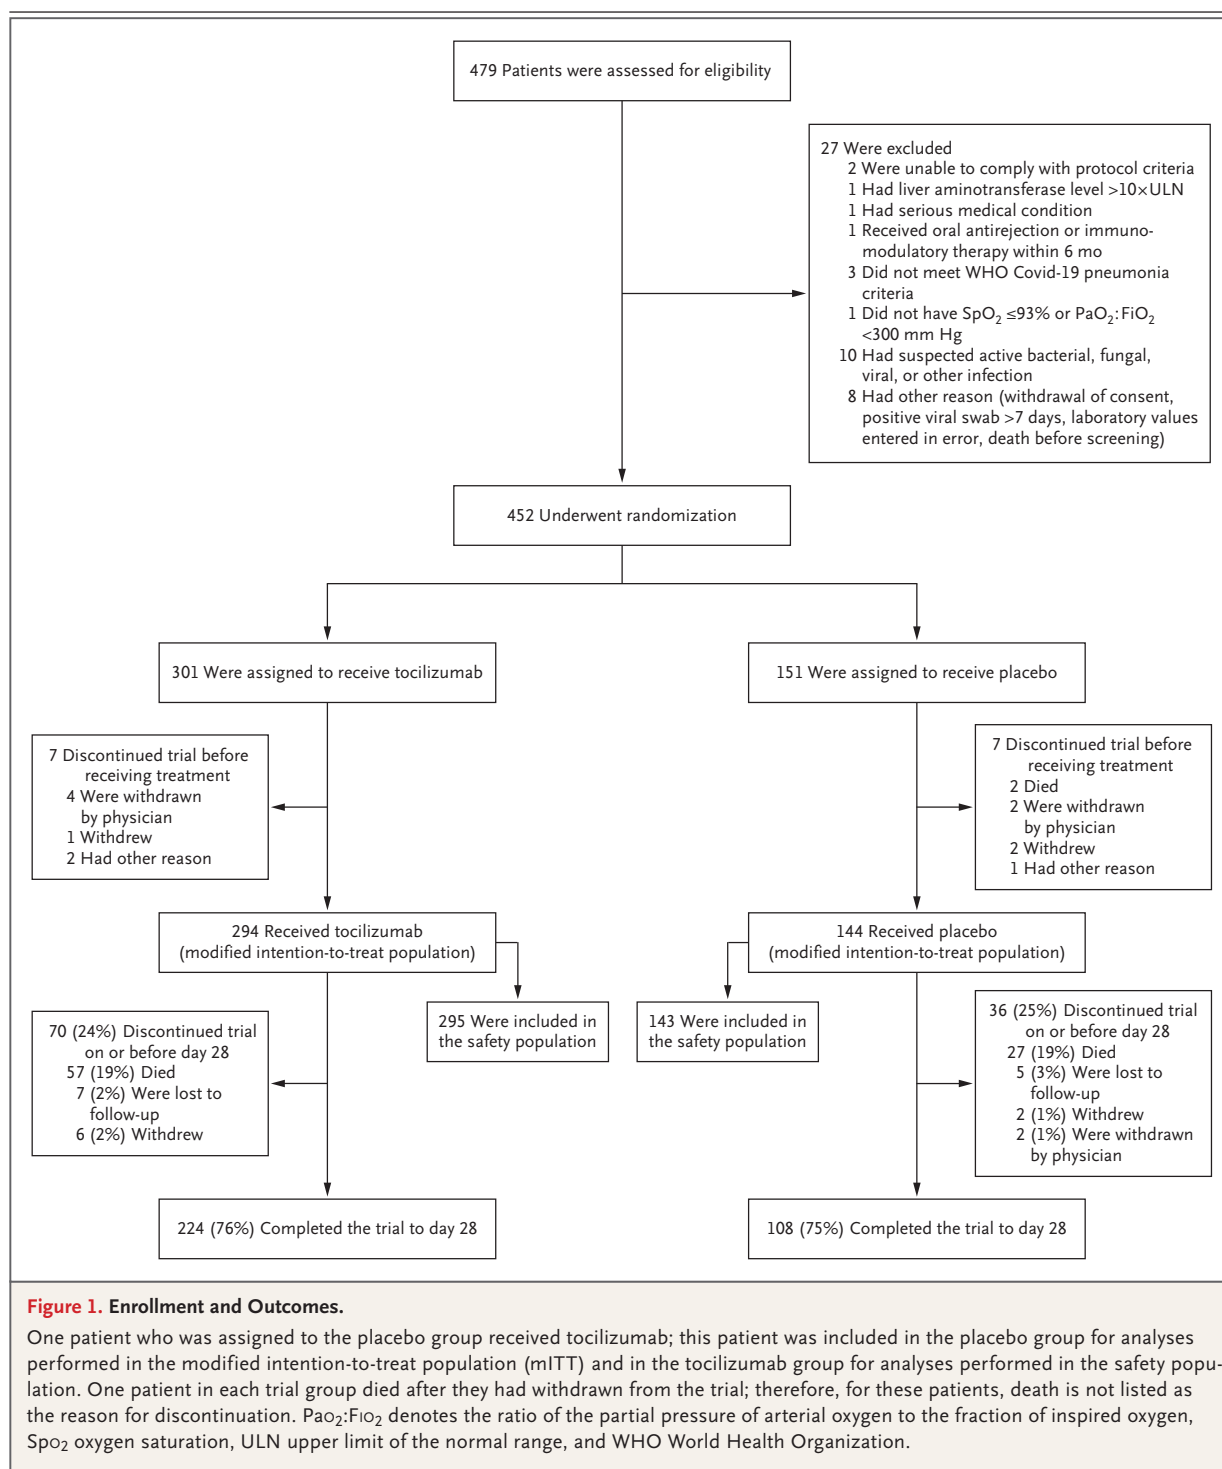 479 Patients were assessed for eligibility
27 Were excluded
2 Were unable to comply with protocol criteria
1 Had liver aminotransferase level >10×ULN
1 Had serious medical condition
1 Received oral antirejection or immuno-
modulatory therapy within 6 mo
3 Did not meet WHO Covid-19 pneumonia
criteria
1 Did not have SpO₂ ≤93% or PaO₂:FiO₂
<300 mm Hg
10 Had suspected active bacterial, fungal,
viral, or other infection
8 Had other reason (withdrawal of consent,
positive viral swab >7 days, laboratory values
entered in error, death before screening)
452 Underwent randomization
301 Were assigned to receive tocilizumab
151 Were assigned to receive placebo
7 Discontinued trial before
receiving treatment
4 Were withdrawn
by physician
1 Withdrew
2 Had other reason
7 Discontinued trial before
receiving treatment
2 Died
2 Were withdrawn
by physician
2 Withdrew
1 Had other reason
294 Received tocilizumab
(modified intention-to-treat population)
144 Received placebo
(modified intention-to-treat population)
295 Were included in
the safety population
143 Were included in
the safety population
70 (24%) Discontinued trial
on or before day 28
57 (19%) Died
7 (2%) Were lost to
follow-up
6 (2%) Withdrew
36 (25%) Discontinued trial
on or before day 28
27 (19%) Died
5 (3%) Were lost to
follow-up
2 (1%) Withdrew
2 (1%) Were withdrawn
by physician
224 (76%) Completed the trial to day 28
108 (75%) Completed the trial to day 28
Figure 1. Enrollment and Outcomes.
One patient who was assigned to the placebo group received tocilizumab; this patient was included in the placebo group for analyses
performed in the modified intention-to-treat population (mITT) and in the tocilizumab group for analyses performed in the safety popu-
lation. One patient in each trial group died after they had withdrawn from the trial; therefore, for these patients, death is not listed as
the reason for discontinuation. PaO₂:FiO₂ denotes the ratio of the partial pressure of arterial oxygen to the fraction of inspired oxygen,
SpO₂ oxygen saturation, ULN upper limit of the normal range, and WHO World Health Organization.